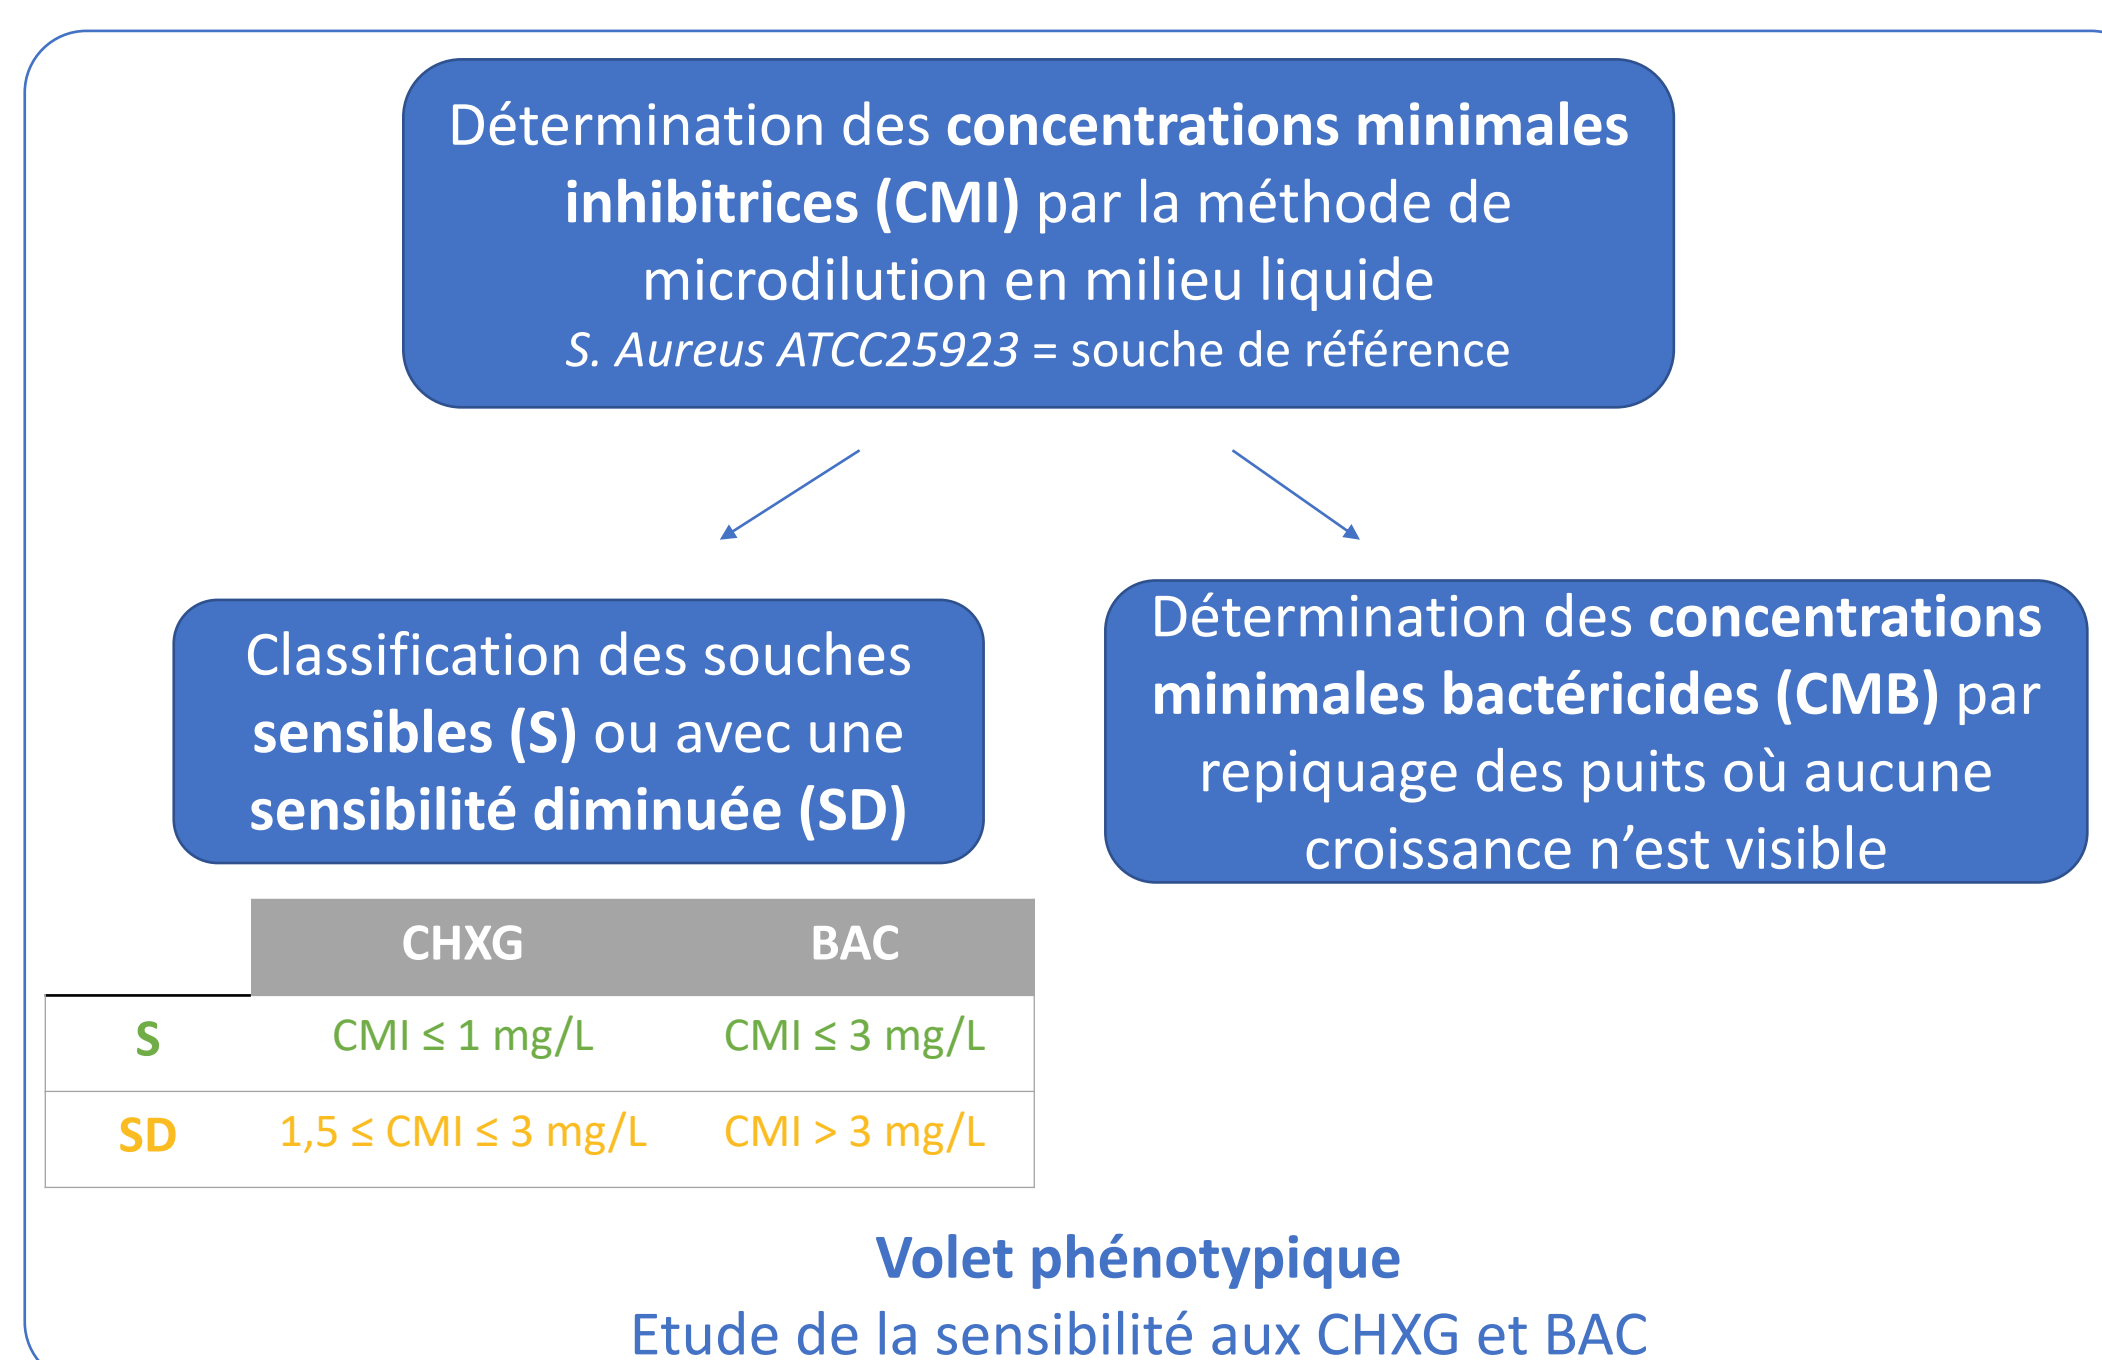 Détermination des concentrations minimales
inhibitrices (CMI) par la méthode de
microdilution en milieu liquide
S. Aureus ATCC25923 = souche de référence
Classification des souches
sensibles (S) ou avec une
sensibilité diminuée (SD)
Détermination des concentrations
minimales bactéricides (CMB) par
repiquage des puits où aucune
croissance n’est visible
CHXG BAC
S CMI ≤ 1 mg/L CMI ≤ 3 mg/L
SD 1,5 ≤ CMI ≤ 3 mg/L CMI > 3 mg/L
Volet phénotypique
Etude de la sensibilité aux CHXG et BAC